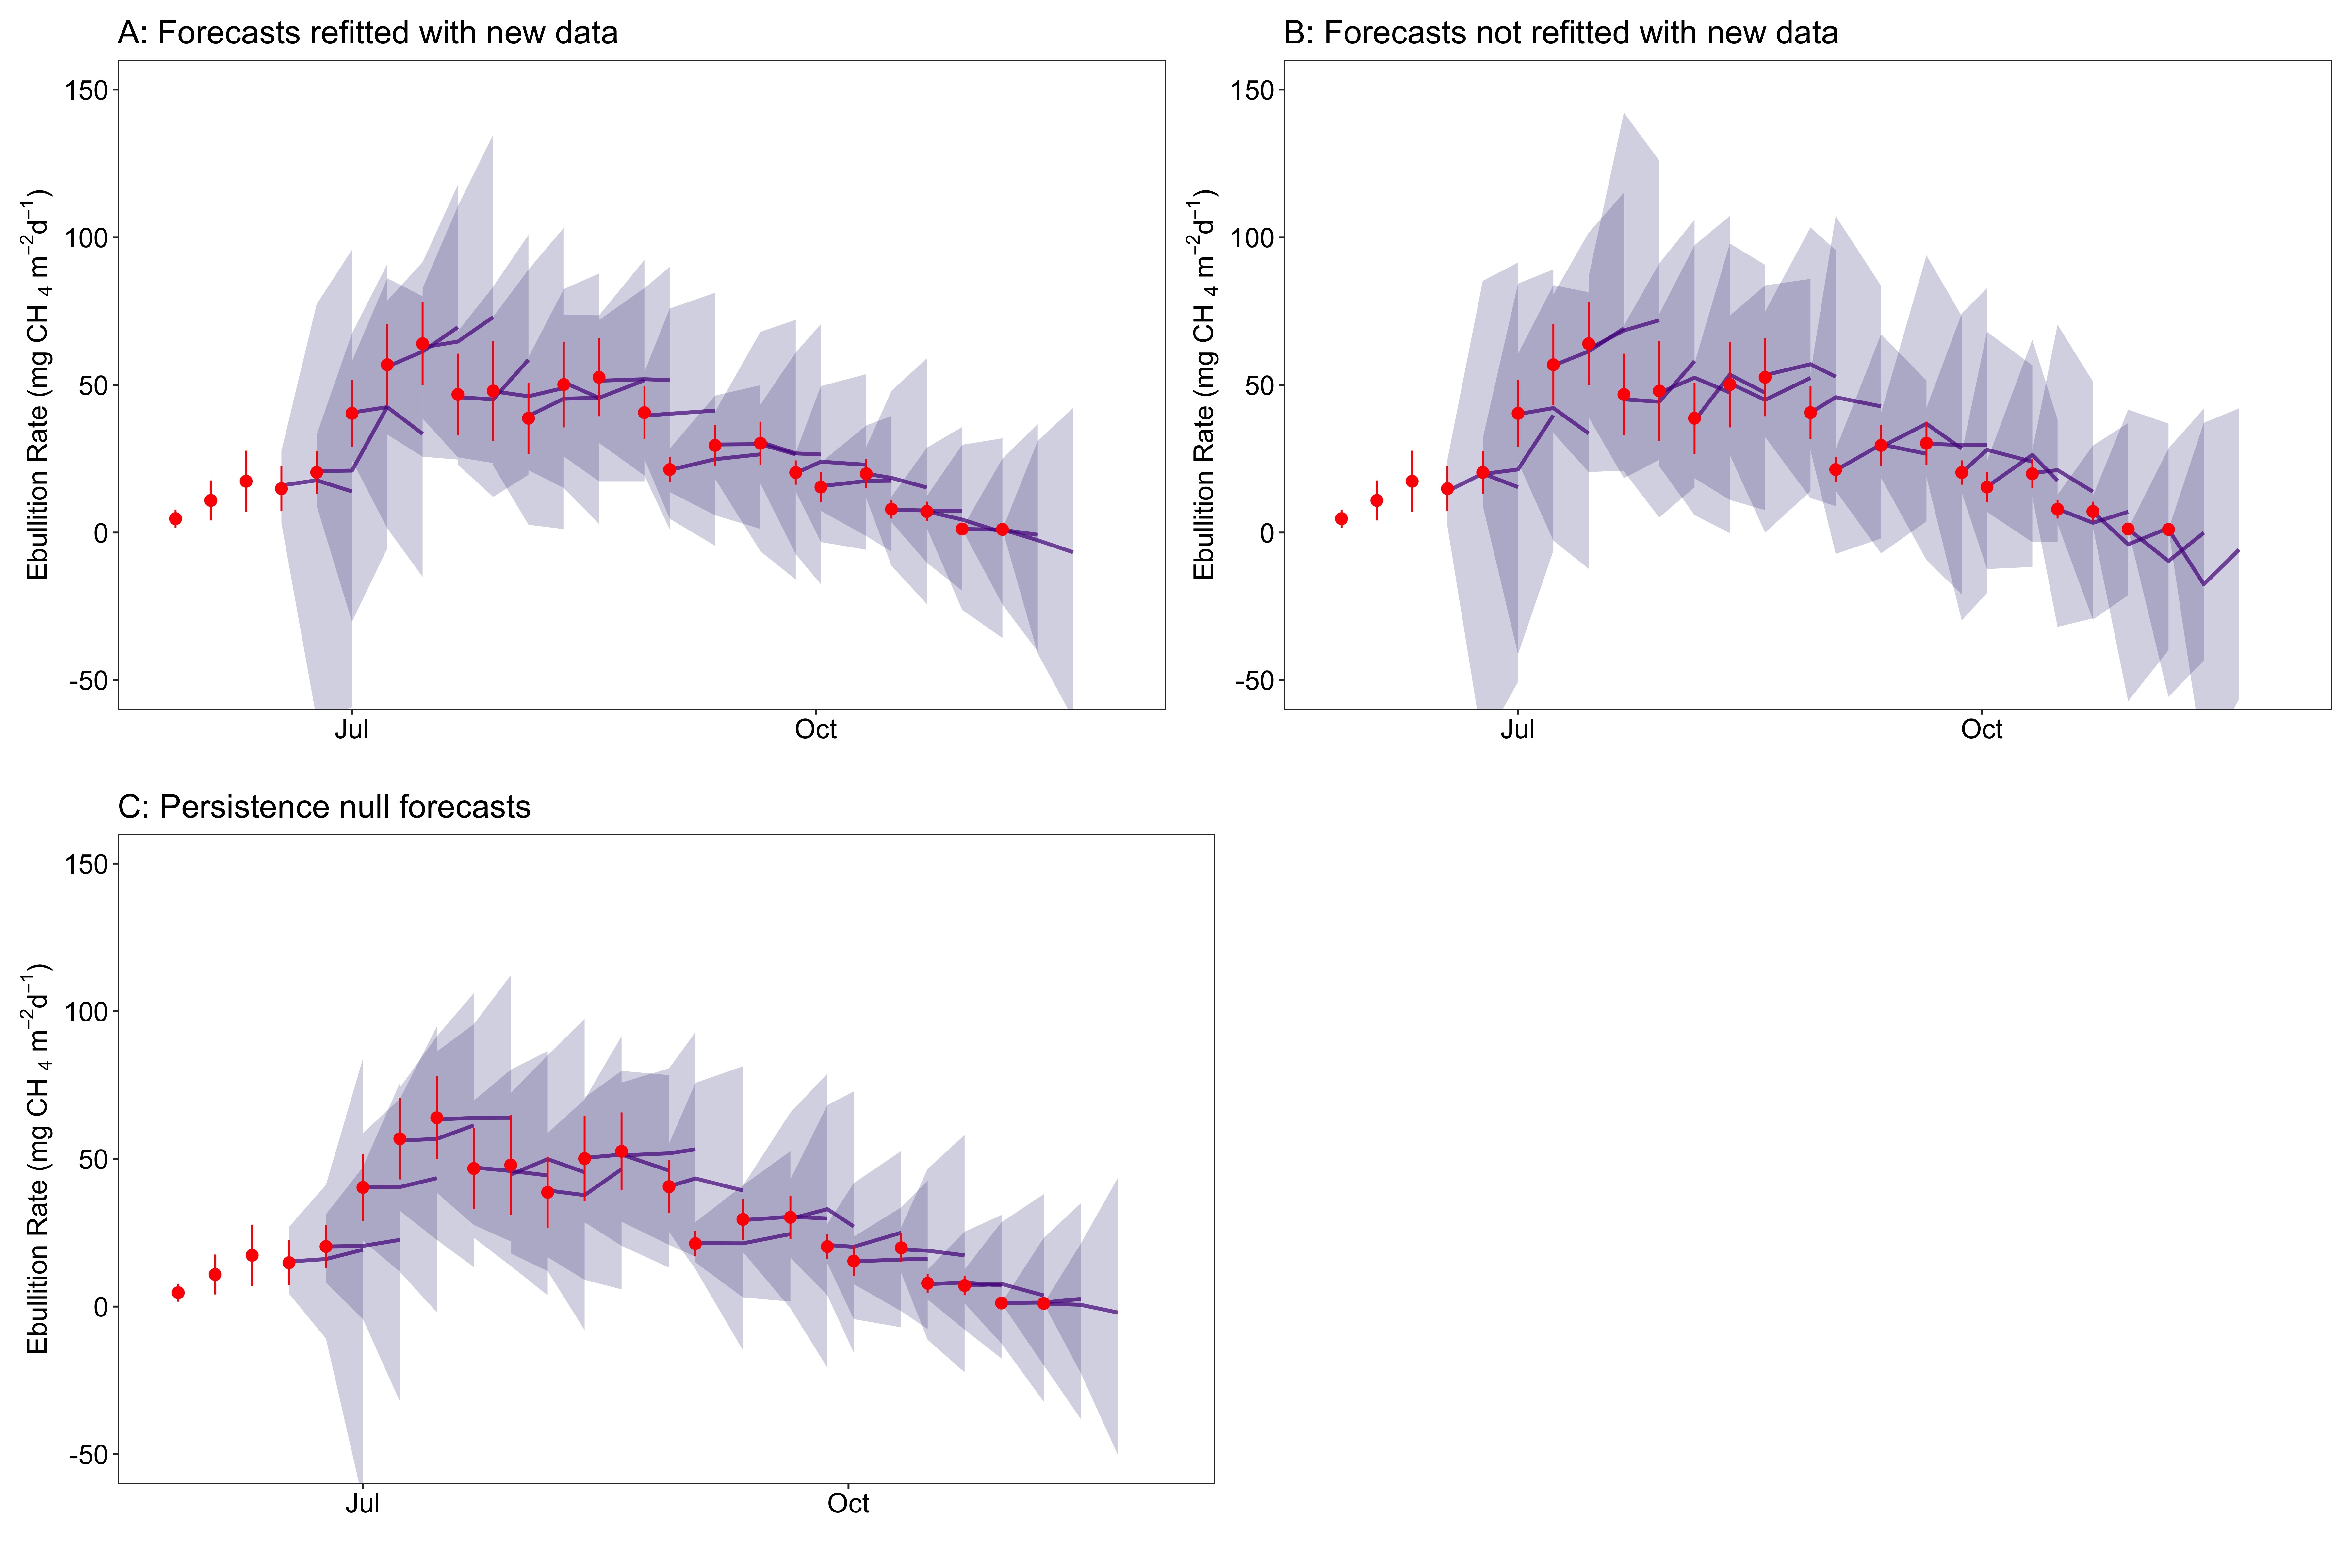 A: Forecasts refitted with new data
150
100
50
0
-50
Ebullition Rate (mg CH 4 m−2d−1)
Jul
Oct
B: Forecasts not refitted with new data
150
100
50
0
-50
Ebullition Rate (mg CH 4 m−2d−1)
Jul
Oct
C: Persistence null forecasts
150
100
50
0
-50
Ebullition Rate (mg CH 4 m−2d−1)
Jul
Oct